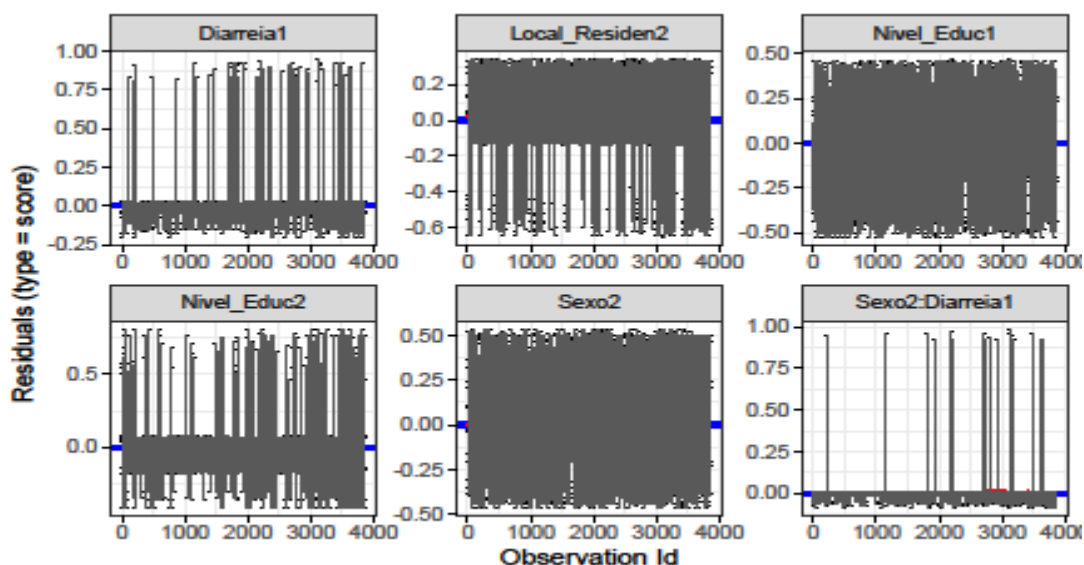 Diarreia1 Local_Residen2 Nivel_Educ1
1.00 0.75 0.50 0.25 0.00 -0.25
0.2 0.0 -0.2 -0.4 -0.6
0.50 0.25 0.00 -0.25 -0.50
0 1000 2000 3000 4000 0 1000 2000 3000 4000 0 1000 2000 3000 4000
Residuals (type = score)
Nivel_Educ2 Sexo2 Sexo2:Diarreia1
0.5 0.0
0.50 0.25 0.00 -0.25 -0.50
1.00 0.75 0.50 0.25 0.00
0 1000 2000 3000 4000 0 1000 2000 3000 4000 0 1000 2000 3000 4000
Observation Id